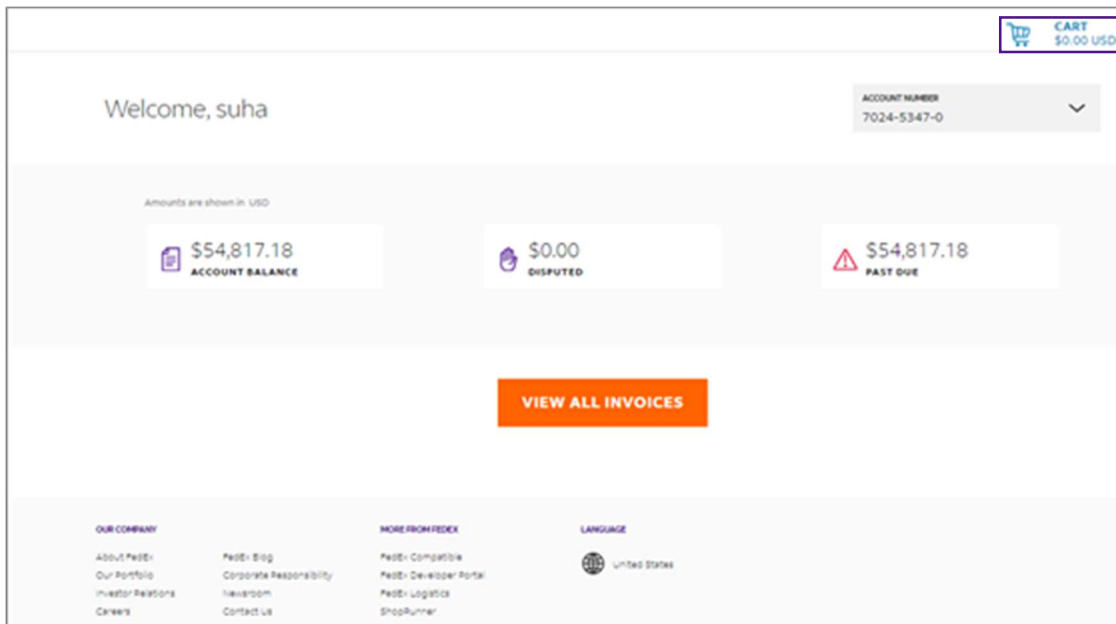 CART
$0.00 USD
Welcome, suha
ACCOUNT NUMBER
7024-5347-0
Amounts are shown in USD
$54,817.18
ACCOUNT BALANCE
$0.00
DISPUTED
$54,817.18
PAST DUE
VIEW ALL INVOICES
OUR COMPANY
About FedEx
Our Portfolio
Investor Relations
Careers
FedEx Blog
Corporate Responsibility
Newsroom
Contact Us
MORE FROM FEDEX
FedEx Compatible
FedEx Developer Portal
FedEx Logistics
ShopRunner
LANGUAGE
United States